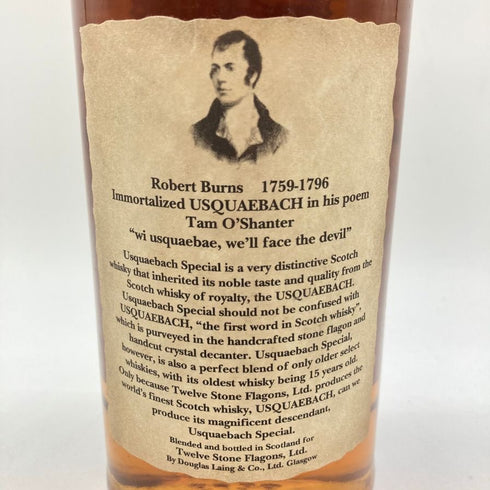 Robert Burns 1759-1796
Immortalized USQUAEBACH in his poem
Tam O'Shanter
"wi usquaebae, we'll face the devil"
Usquaebach Special is a very distinctive Scotch
whisky that inherited its noble taste and quality from the
Scotch whisky of royalty, the USQUAEBACH.
Usquaebach Special should not be confused with
USQUAEBACH, "the first word in Scotch whisky",
which is purveyed in the handcrafted stone flagon and
handcut crystal decanter. Usquaebach Special,
however, is also a perfect blend of only older select
whiskies, with its oldest whisky being 15 years old.
Only because Twelve Stone Flagons, Ltd. produces the
world's finest Scotch whisky, USQUAEBACH, can we
produce its magnificent descendant,
Usquaebach Special.
Blended and bottled in Scotland for
Twelve Stone Flagons, Ltd.
By Douglas Laing & Co., Ltd. Glasgow